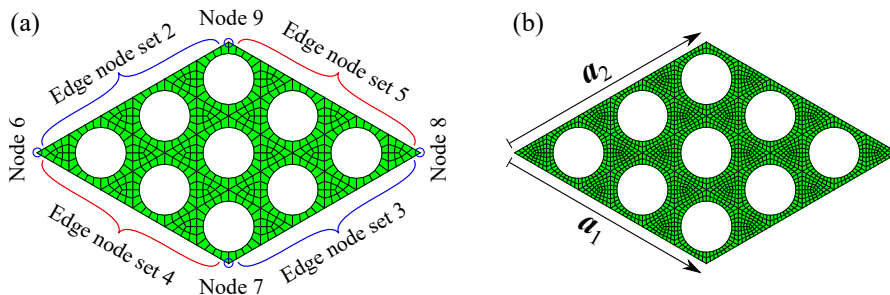 (a)
Node 9
Edge node set 2
Edge node set 5
Node 6
Node 8
Edge node set 4
Edge node set 3
Node 7
(b)
a₂
a₁